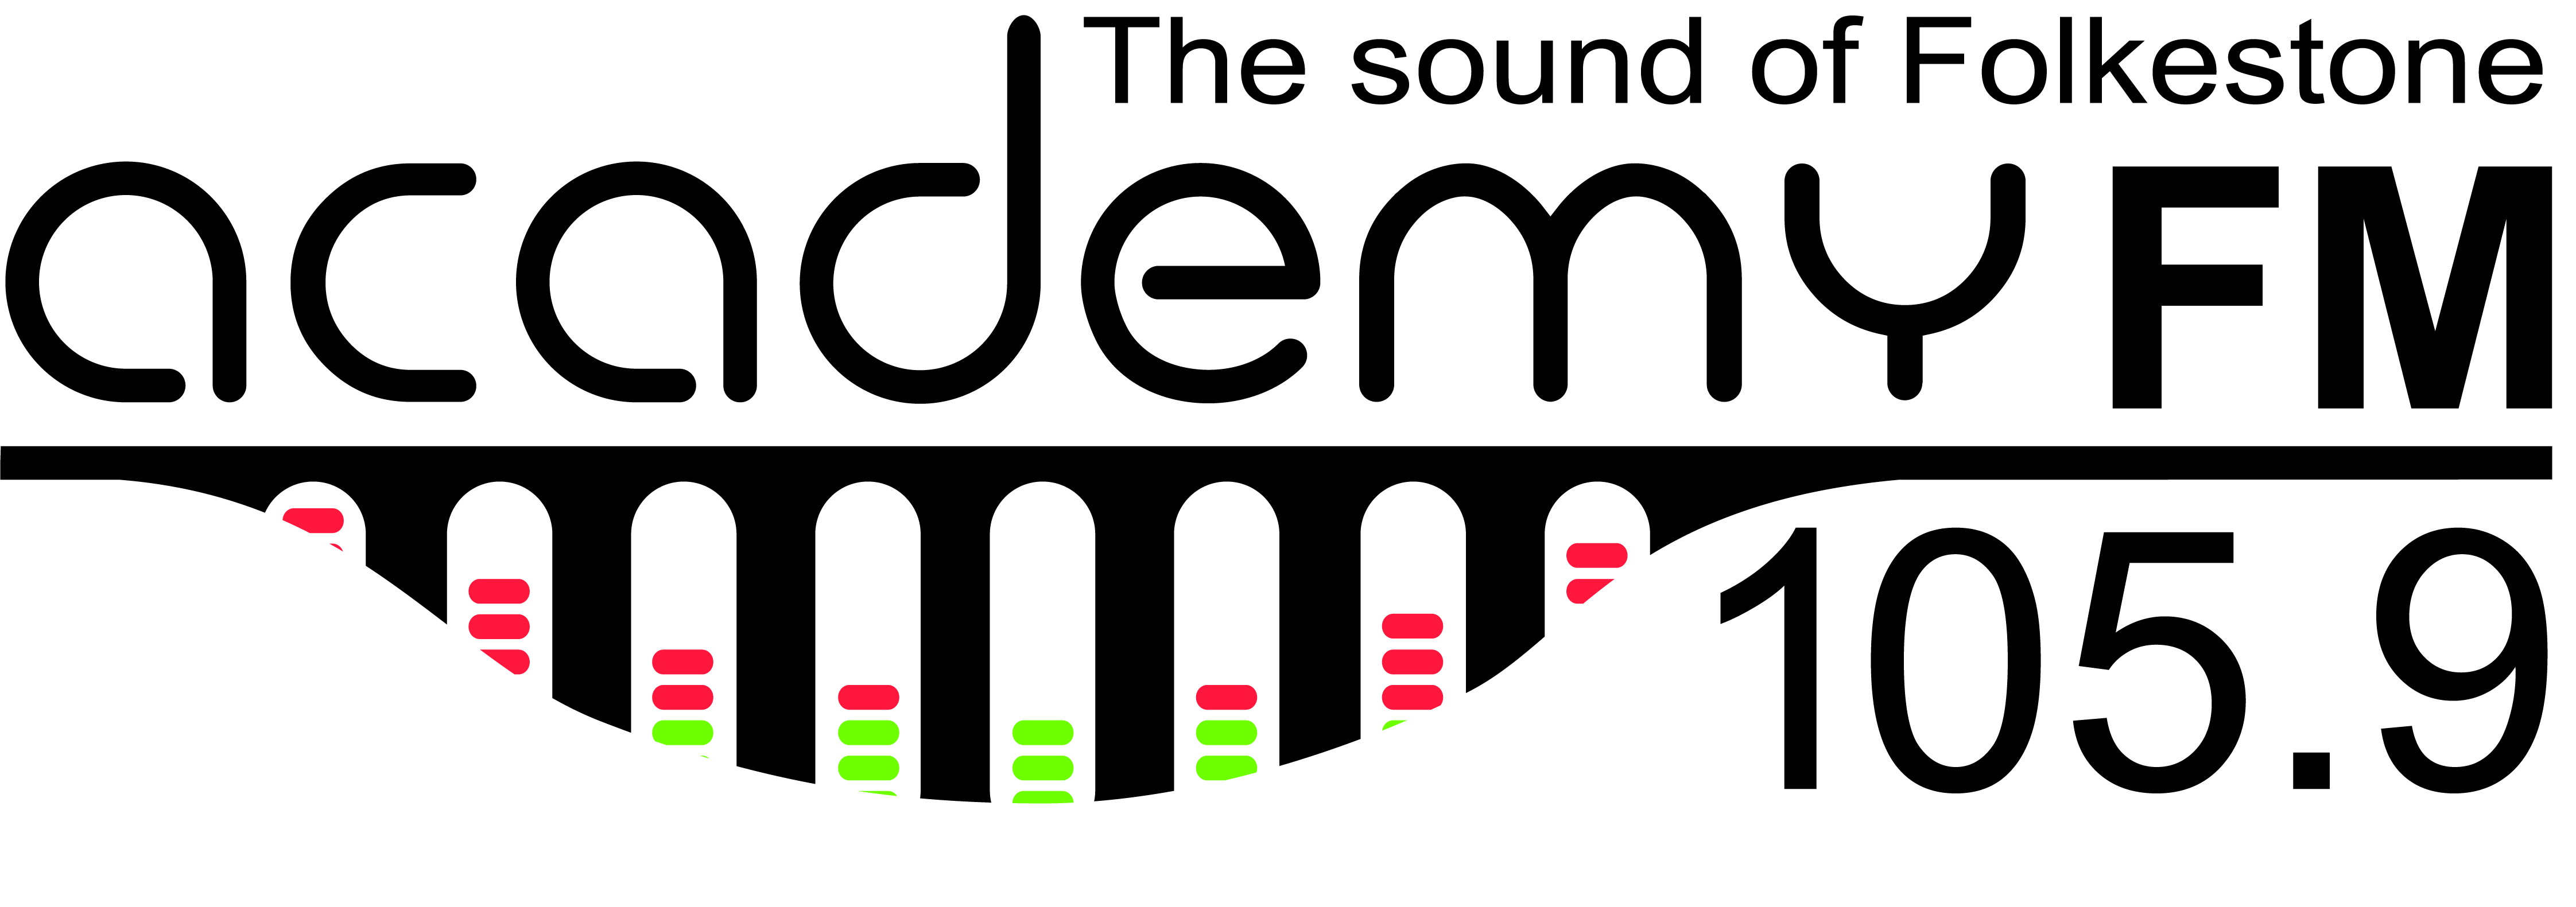 The sound of Folkestone
academy FM
105.9